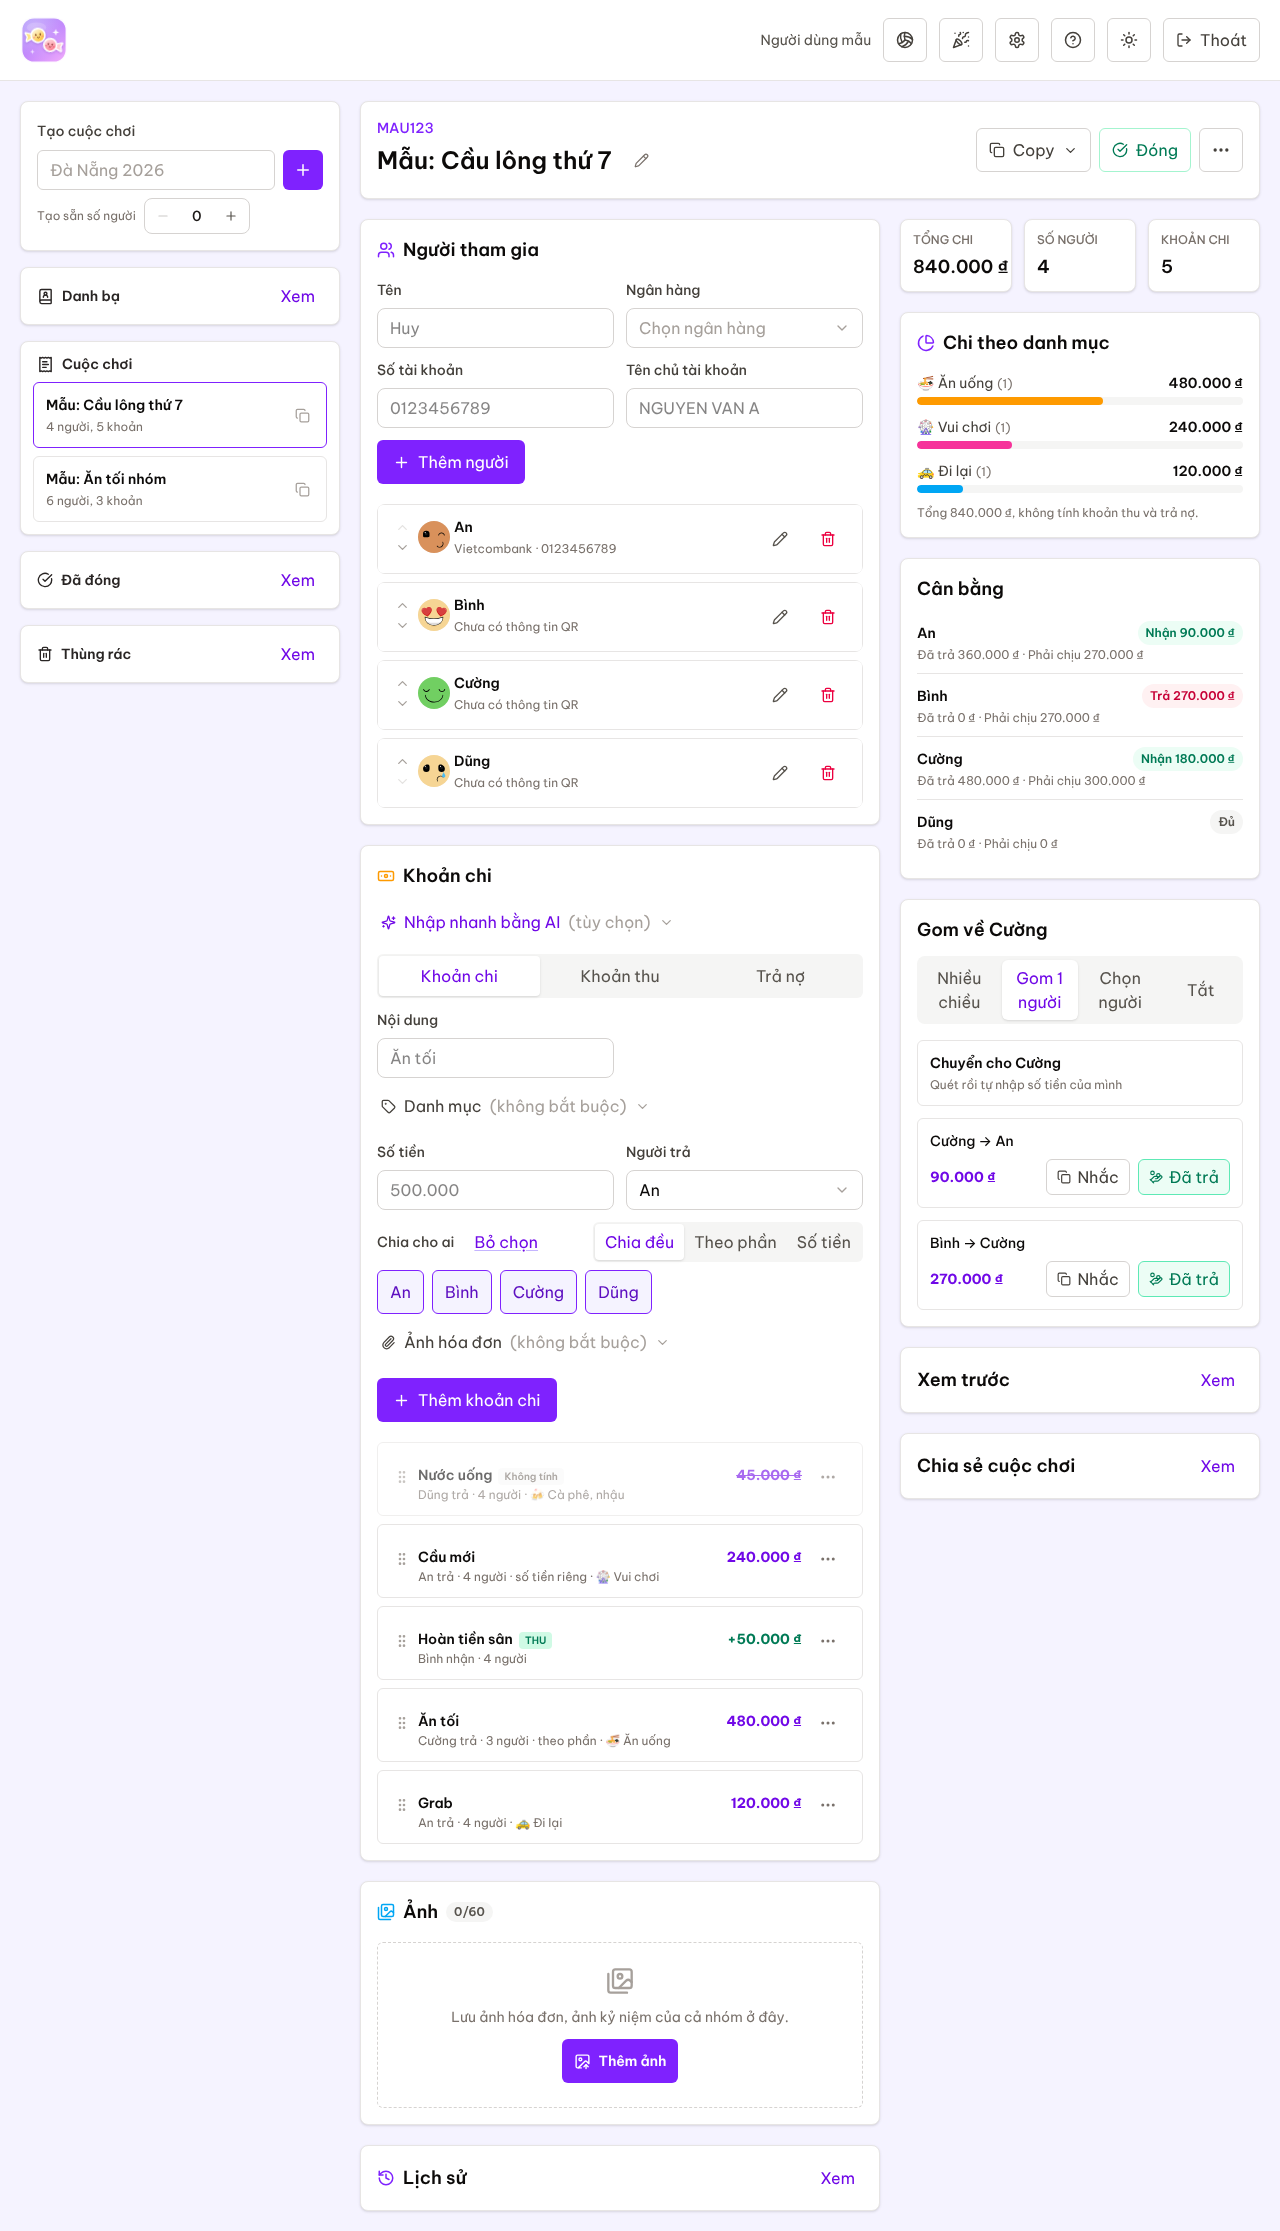 Người dùng mẫu
Thoát
Tạo cuộc chơi
Đà Nẵng 2026
Tạo sẵn số người
0
Danh bạ
Xem
Cuộc chơi
Mẫu: Cầu lông thứ 7
4 người, 5 khoản
Mẫu: Ăn tối nhóm
6 người, 3 khoản
Đã đóng
Xem
Thùng rác
Xem
MAU123
Mẫu: Cầu lông thứ 7
Copy
Đóng
Người tham gia
Tên
Ngân hàng
Huy
Chọn ngân hàng
Số tài khoản
Tên chủ tài khoản
0123456789
NGUYEN VAN A
Thêm người
An
Vietcombank · 0123456789
Bình
Chưa có thông tin QR
Cường
Chưa có thông tin QR
Dũng
Chưa có thông tin QR
Khoản chi
Nhập nhanh bằng AI (tùy chọn)
Khoản chi
Khoản thu
Trả nợ
Nội dung
Ăn tối
Danh mục (không bắt buộc)
Số tiền
Người trả
500.000
An
Chia cho ai
Bỏ chọn
Chia đều
Theo phần
Số tiền
An
Bình
Cường
Dũng
Ảnh hóa đơn (không bắt buộc)
Thêm khoản chi
Nước uống Không tính
45.000 ₫
Dũng trả · 4 người · 🍻 Cà phê, nhậu
Cầu mới
240.000 ₫
An trả · 4 người · số tiền riêng · 🎡 Vui chơi
Hoàn tiền sân THU
+50.000 ₫
Bình nhận · 4 người
Ăn tối
480.000 ₫
Cường trả · 3 người · theo phần · 🍜 Ăn uống
Grab
120.000 ₫
An trả · 4 người · 🚕 Đi lại
Ảnh 0/60
Lưu ảnh hóa đơn, ảnh kỷ niệm của cả nhóm ở đây.
Thêm ảnh
Lịch sử
Xem
TỔNG CHI
840.000 ₫
SỐ NGƯỜI
4
KHOẢN CHI
5
Chi theo danh mục
🍜 Ăn uống (1)
480.000 ₫
🎡 Vui chơi (1)
240.000 ₫
🚕 Đi lại (1)
120.000 ₫
Tổng 840.000 ₫, không tính khoản thu và trả nợ.
Cân bằng
An
Nhận 90.000 ₫
Đã trả 360.000 ₫ · Phải chịu 270.000 ₫
Bình
Trả 270.000 ₫
Đã trả 0 ₫ · Phải chịu 270.000 ₫
Cường
Nhận 180.000 ₫
Đã trả 480.000 ₫ · Phải chịu 300.000 ₫
Dũng
Đủ
Đã trả 0 ₫ · Phải chịu 0 ₫
Gom về Cường
Nhiều chiều
Gom 1 người
Chọn người
Tắt
Chuyển cho Cường
Quét rồi tự nhập số tiền của mình
Cường → An
90.000 ₫
Nhắc
Đã trả
Bình → Cường
270.000 ₫
Nhắc
Đã trả
Xem trước
Xem
Chia sẻ cuộc chơi
Xem